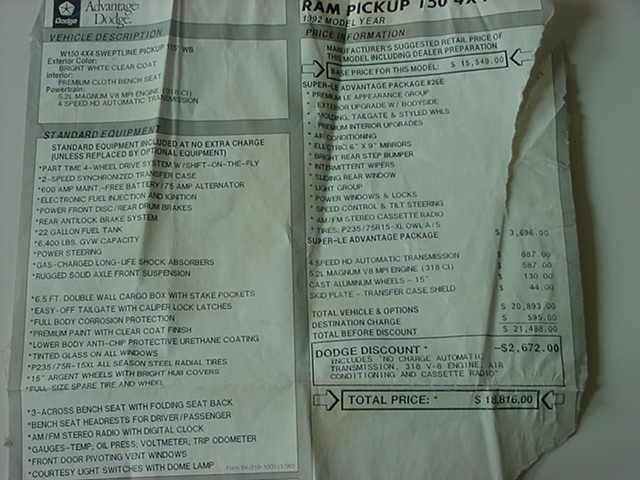 Advantage:
Dodge.
Dodge
VEHICLE DESCRIPTION
W150 4X4 SWEPTLINE PICKUP 115" WB
Exterior Color:
BRIGHT WHITE CLEAR COAT
Interior:
PREMIUM CLOTH BENCH SEAT
Powertrain:
5.2L MAGNUM V8 MPI ENGINE (318 CI)
4 SPEED HD AUTOMATIC TRANSMISSION
STANDARD EQUIPMENT
STANDARD EQUIPMENT INCLUDED AT NO EXTRA CHARGE
(UNLESS REPLACED BY OPTIONAL EQUIPMENT)
*PART TIME 4-WHEEL DRIVE SYSTEM W/SHIFT-ON-THE-FLY
*2-SPEED SYNCHRONIZED TRANSFER CASE
*600 AMP MAINT.-FREE BATTERY/75 AMP ALTERNATOR
*ELECTRONIC FUEL INJECTION AND IGNITION
*POWER FRONT DISC/REAR DRUM BRAKES
*REAR ANTILOCK BRAKE SYSTEM
*22 GALLON FUEL TANK
*6,400 LBS. GVW CAPACITY
*POWER STEERING
*GAS-CHARGED LONG-LIFE SHOCK ABSORBERS
*RUGGED SOLID AXLE FRONT SUSPENSION
*6.5 FT. DOUBLE WALL CARGO BOX WITH STAKE POCKETS
*EASY-OFF TAILGATE WITH CALIPER LOCK LATCHES
*FULL BODY CORROSION PROTECTION
*PREMIUM PAINT WITH CLEAR COAT FINISH
*LOWER BODY ANTI-CHIP PROTECTIVE URETHANE COATING
*TINTED GLASS ON ALL WINDOWS
*P235/75R-15XL ALL SEASON STEEL RADIAL TIRES
*15" ARGENT WHEELS WITH BRIGHT HUB COVERS
*FULL-SIZE SPARE TIRE AND WHEEL
*3-ACROSS BENCH SEAT WITH FOLDING SEAT BACK
*BENCH SEAT HEADRESTS FOR DRIVER/PASSENGER
*AM/FM STEREO RADIO WITH DIGITAL CLOCK
*GAUGES-TEMP; OIL PRESS; VOLTMETER; TRIP ODOMETER
*FRONT DOOR PIVOTING VENT WINDOWS
*COURTESY LIGHT SWITCHES WITH DOME LAMP
RAM PICKUP 150 4X4
1992 MODEL YEAR
PRICE INFORMATION
MANUFACTURER'S SUGGESTED RETAIL PRICE OF
THIS MODEL INCLUDING DEALER PREPARATION
BASE PRICE FOR THIS MODEL: $ 15,549.00
SUPER-LE ADVANTAGE PACKAGE #26E
* PREMIUM LE APPEARANCE GROUP
* EXTERIOR UPGRADE W/ BODYSIDE
* MOLDING, TAILGATE & STYLED WHLS
* PREMIUM INTERIOR UPGRADES
* AIR CONDITIONING
* ELECTRIC 6" X 9" MIRRORS
* BRIGHT REAR STEP BUMPER
* INTERMITTENT WIPERS
* SLIDING REAR WINDOW
* LIGHT GROUP
* POWER WINDOWS & LOCKS
* SPEED CONTROL & TILT STEERING
* AM/FM STEREO CASSETTE RADIO
* TIRES; P235/75R15-XL OWL/A/S
SUPER-LE ADVANTAGE PACKAGE $ 3,696.00
4 SPEED HD AUTOMATIC TRANSMISSION $ 887.00
5.2L MAGNUM V8 MPI ENGINE (318 CI) $ 587.00
CAST ALUMINUM WHEELS - 15" $ 130.00
SKID PLATE - TRANSFER CASE SHIELD $ 44.00
TOTAL VEHICLE & OPTIONS $ 20,893.00
DESTINATION CHARGE $ 595.00
TOTAL BEFORE DISCOUNT $ 21,488.00
DODGE DISCOUNT * -$2,672.00
INCLUDES "NO CHARGE AUTOMATIC
TRANSMISSION, 318 V-8 ENGINE, AIR
CONDITIONING AND CASSETTE RADIO"
TOTAL PRICE: * $ 18,816.00